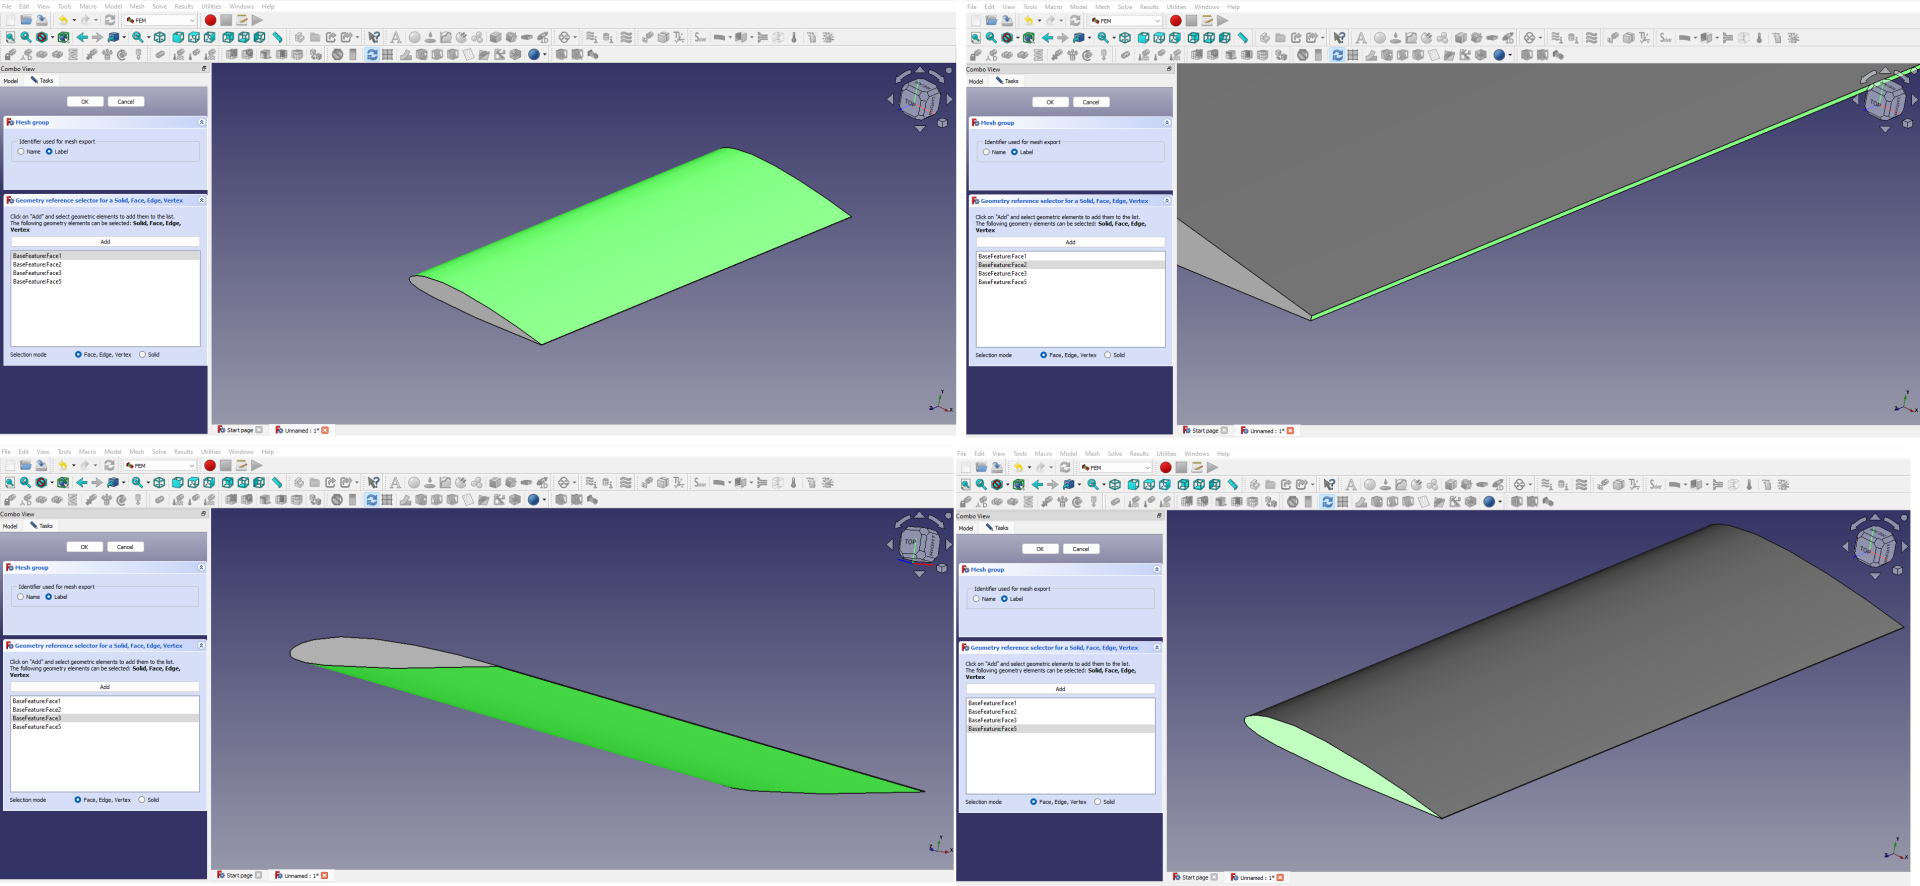 File Edit View Tools Macro Model Mesh Solve Results Utilities Windows Help
FEM
Combo View
Model Tasks
OK Cancel
Mesh group
Identifier used for mesh export
Name Label
Geometry reference selector for a Solid, Face, Edge, Vertex
Click on "Add" and select geometric elements to add them to the list.
The following geometry elements can be selected: Solid, Face, Edge,
Vertex
Add
BaseFeature:Face1
BaseFeature:Face2
BaseFeature:Face3
BaseFeature:Face5
Selection mode Face, Edge, Vertex Solid
TOP
Start page Unnamed : 1*
File Edit View Tools Macro Model Mesh Solve Results Utilities Windows Help
FEM
Combo View
Model Tasks
OK Cancel
Mesh group
Identifier used for mesh export
Name Label
Geometry reference selector for a Solid, Face, Edge, Vertex
Click on "Add" and select geometric elements to add them to the list.
The following geometry elements can be selected: Solid, Face, Edge,
Vertex
Add
BaseFeature:Face1
BaseFeature:Face2
BaseFeature:Face3
BaseFeature:Face5
Selection mode Face, Edge, Vertex Solid
TOP
Start page Unnamed : 1*
File Edit View Tools Macro Model Mesh Solve Results Utilities Windows Help
FEM
Combo View
Model Tasks
OK Cancel
Mesh group
Identifier used for mesh export
Name Label
Geometry reference selector for a Solid, Face, Edge, Vertex
Click on "Add" and select geometric elements to add them to the list.
The following geometry elements can be selected: Solid, Face, Edge,
Vertex
Add
BaseFeature:Face1
BaseFeature:Face2
BaseFeature:Face3
BaseFeature:Face5
Selection mode Face, Edge, Vertex Solid
TOP
Start page Unnamed : 1*
File Edit View Tools Macro Model Mesh Solve Results Utilities Windows Help
FEM
Combo View
Model Tasks
OK Cancel
Mesh group
Identifier used for mesh export
Name Label
Geometry reference selector for a Solid, Face, Edge, Vertex
Click on "Add" and select geometric elements to add them to the list.
The following geometry elements can be selected: Solid, Face, Edge,
Vertex
Add
BaseFeature:Face1
BaseFeature:Face2
BaseFeature:Face3
BaseFeature:Face5
Selection mode Face, Edge, Vertex Solid
TOP
Start page Unnamed : 1*